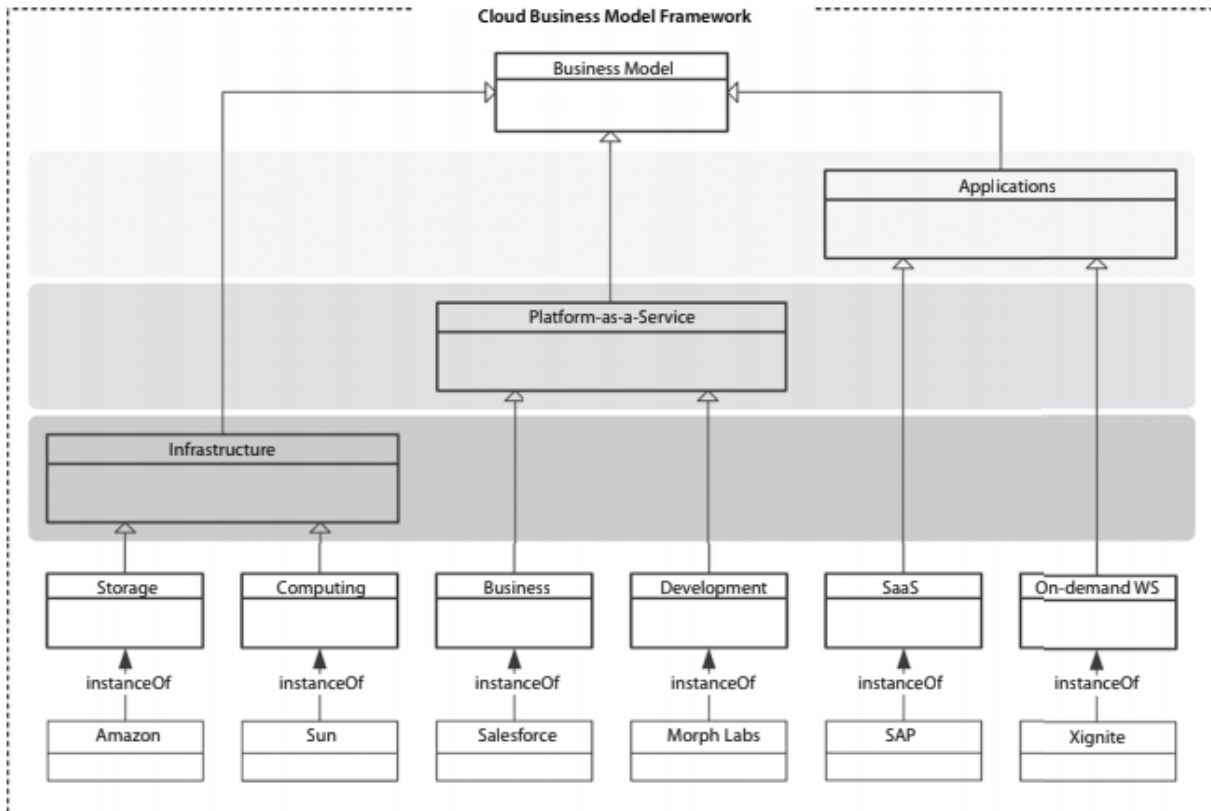 Cloud Business Model Framework
Business Model
Applications
Platform-as-a-Service
Infrastructure
Storage
Computing
Business
Development
SaaS
On-demand WS
instanceOf
instanceOf
instanceOf
instanceOf
instanceOf
instanceOf
Amazon
Sun
Salesforce
Morph Labs
SAP
Xignite